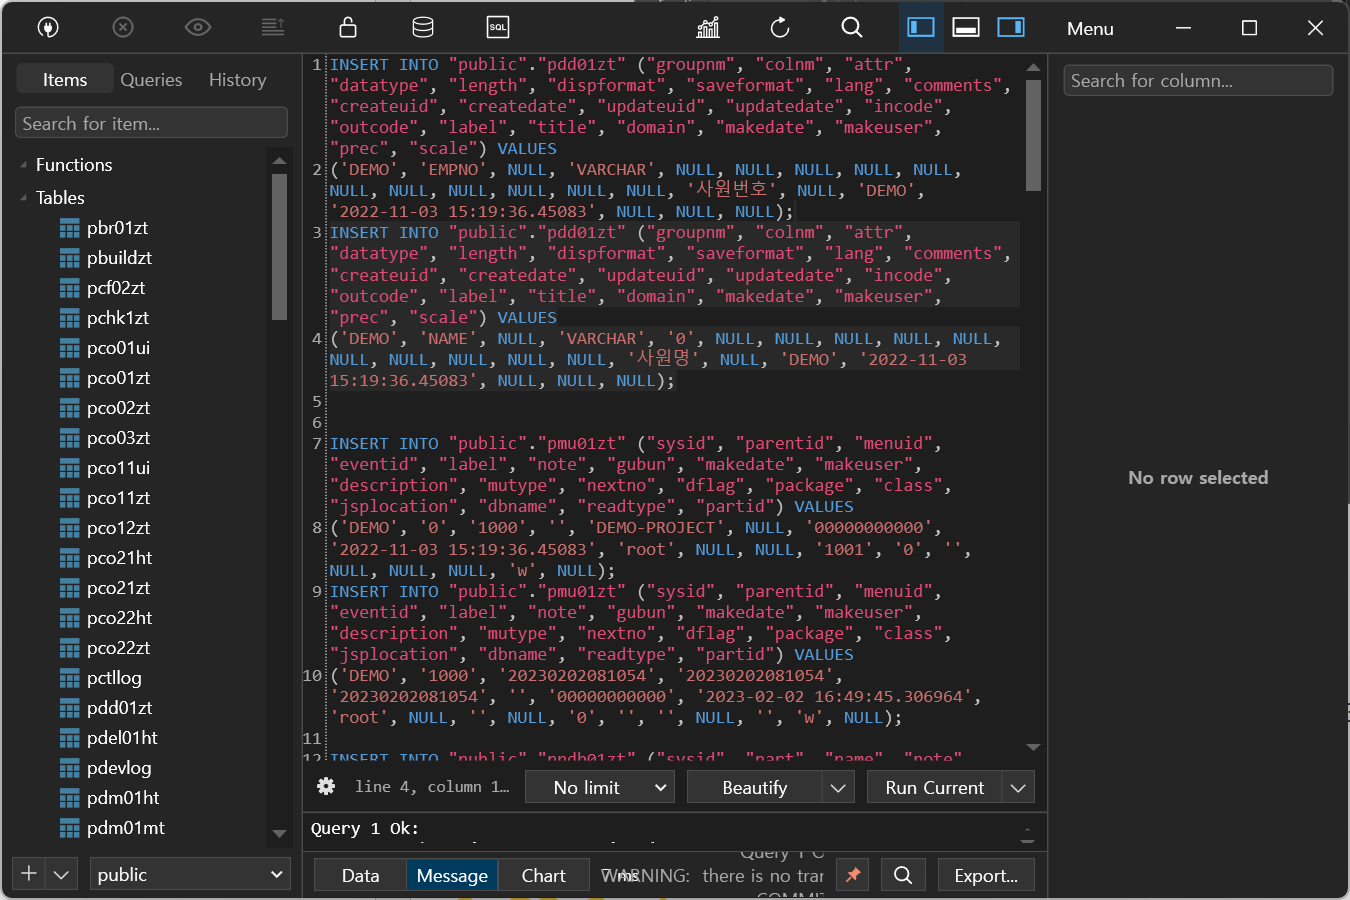 SQL
Menu
Items Queries History
Search for item...
Functions
Tables
pbr01zt
pbuildzt
pcf02zt
pchk1zt
pco01ui
pco01zt
pco02zt
pco03zt
pco11ui
pco11zt
pco12zt
pco21ht
pco21zt
pco22ht
pco22zt
pctllog
pdd01zt
pdel01ht
pdevlog
pdm01ht
pdm01mt
public
1 INSERT INTO "public"."pdd01zt" ("groupnm", "colnm", "attr",
"datatype", "length", "dispformat", "saveformat", "lang", "comments",
"createuid", "createdate", "updateuid", "updatedate", "incode",
"outcode", "label", "title", "domain", "makedate", "makeuser",
"prec", "scale") VALUES
2 ('DEMO', 'EMPNO', NULL, 'VARCHAR', NULL, NULL, NULL, NULL, NULL,
NULL, NULL, NULL, NULL, NULL, NULL, '사원번호', NULL, 'DEMO',
'2022-11-03 15:19:36.45083', NULL, NULL, NULL);
3 INSERT INTO "public"."pdd01zt" ("groupnm", "colnm", "attr",
"datatype", "length", "dispformat", "saveformat", "lang", "comments",
"createuid", "createdate", "updateuid", "updatedate", "incode",
"outcode", "label", "title", "domain", "makedate", "makeuser",
"prec", "scale") VALUES
4 ('DEMO', 'NAME', NULL, 'VARCHAR', '0', NULL, NULL, NULL, NULL, NULL,
NULL, NULL, NULL, NULL, NULL, '사원명', NULL, 'DEMO', '2022-11-03
15:19:36.45083', NULL, NULL, NULL);
5
6
7 INSERT INTO "public"."pmu01zt" ("sysid", "parentid", "menuid",
"eventid", "label", "note", "gubun", "makedate", "makeuser",
"description", "mutype", "nextno", "dflag", "package", "class",
"jsplocation", "dbname", "readtype", "partid") VALUES
8 ('DEMO', '0', '1000', '', 'DEMO-PROJECT', NULL, '00000000000',
'2022-11-03 15:19:36.45083', 'root', NULL, NULL, '1001', '0', '',
NULL, NULL, NULL, 'w', NULL);
9 INSERT INTO "public"."pmu01zt" ("sysid", "parentid", "menuid",
"eventid", "label", "note", "gubun", "makedate", "makeuser",
"description", "mutype", "nextno", "dflag", "package", "class",
"jsplocation", "dbname", "readtype", "partid") VALUES
10 ('DEMO', '1000', '20230202081054', '20230202081054',
'20230202081054', '', '00000000000', '2023-02-02 16:49:45.306964',
'root', NULL, '', NULL, '0', '', '', NULL, '', 'w', NULL);
11
12 INSERT INTO "public"."pndb01zt" ("sysid", "part", "name", "note",
line 4, column 1... No limit Beautify Run Current
Query 1 Ok:
Data Message Chart 7 ms WARNING: there is no tran Export...
Query 1 O
COMMIT
Search for column...
No row selected